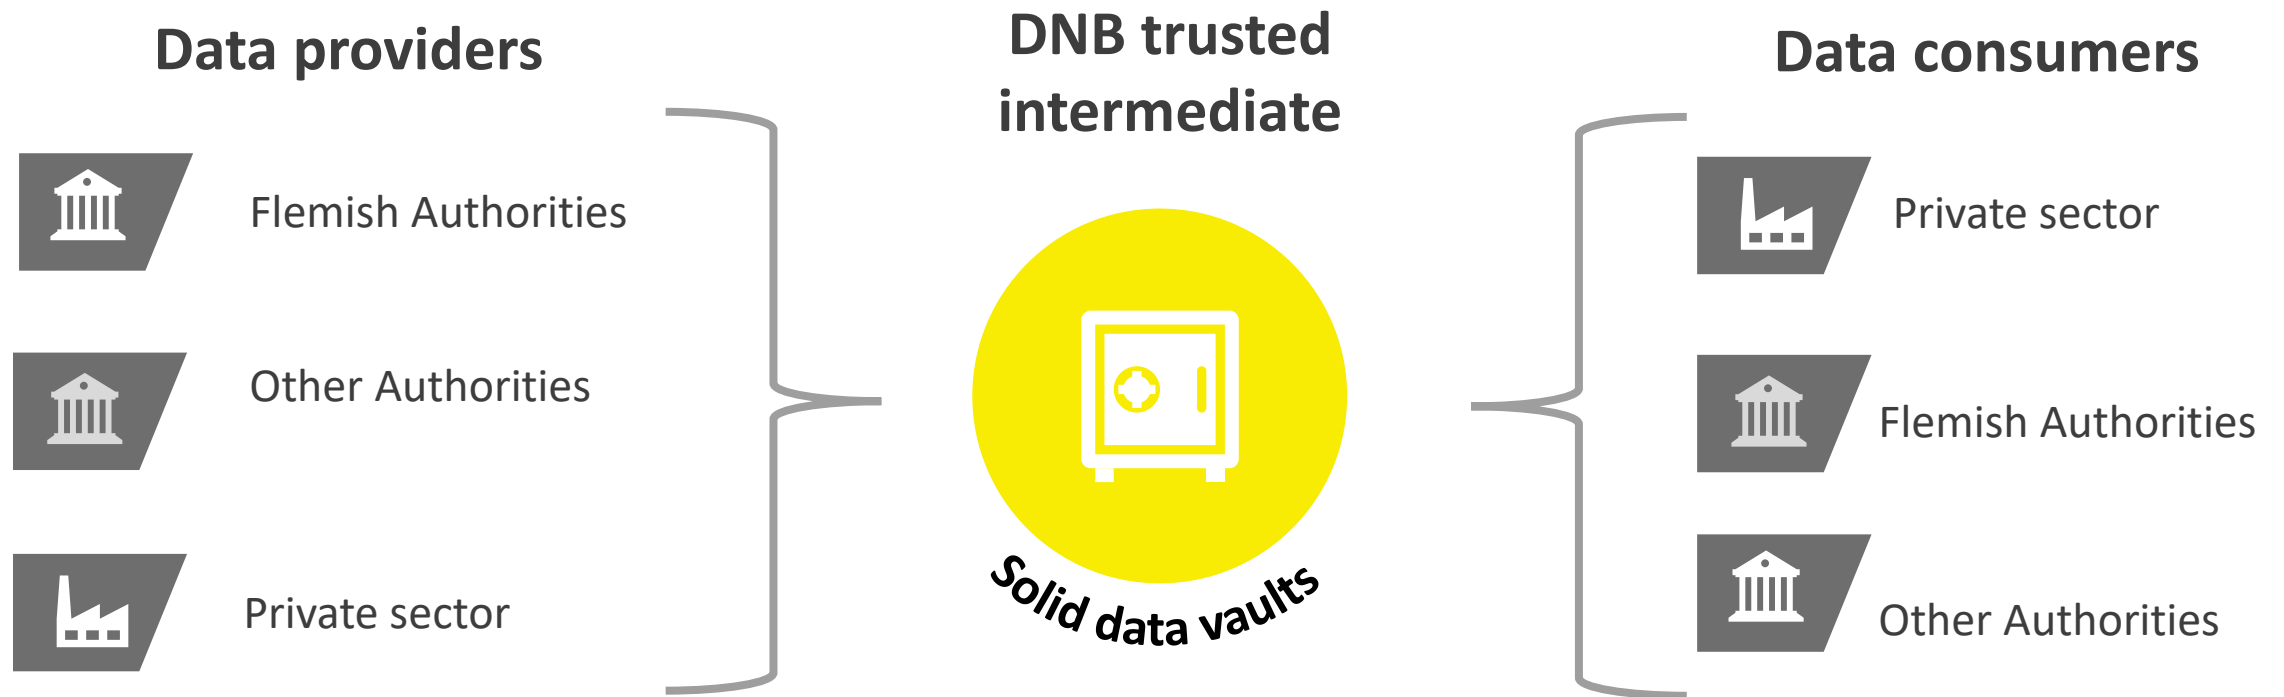 Data providers
Flemish Authorities
Other Authorities
Private sector
DNB trusted
intermediate
Solid data vaults
Data consumers
Private sector
Flemish Authorities
Other Authorities